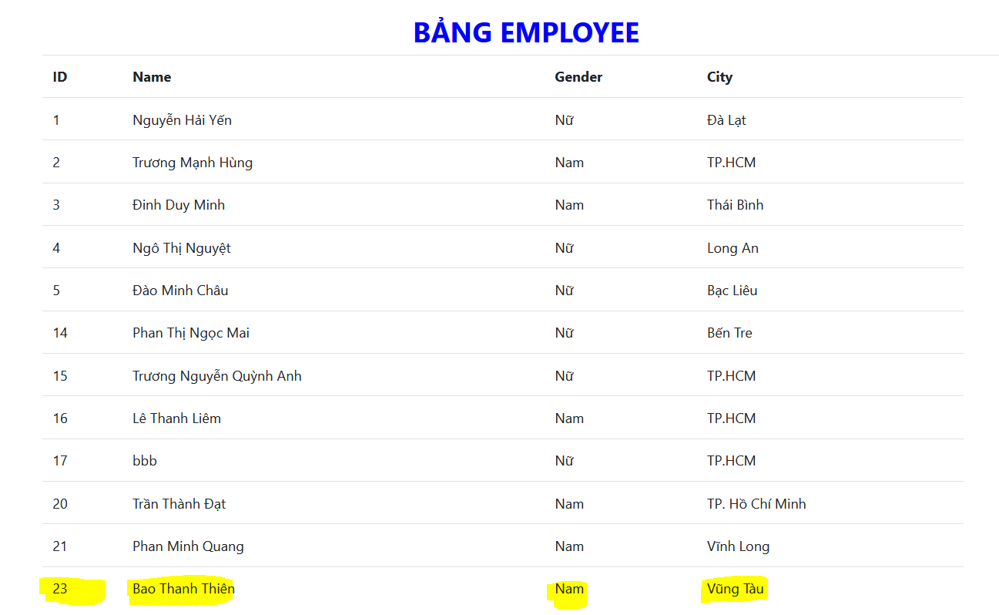 BẢNG EMPLOYEE
ID Name Gender City
1 Nguyễn Hải Yến Nữ Đà Lạt
2 Trương Mạnh Hùng Nam TP.HCM
3 Đinh Duy Minh Nam Thái Bình
4 Ngô Thị Nguyệt Nữ Long An
5 Đào Minh Châu Nữ Bạc Liêu
14 Phan Thị Ngọc Mai Nữ Bến Tre
15 Trương Nguyễn Quỳnh Anh Nữ TP.HCM
16 Lê Thanh Liêm Nam TP.HCM
17 bbb Nữ TP.HCM
20 Trần Thành Đạt Nam TP. Hồ Chí Minh
21 Phan Minh Quang Nam Vĩnh Long
23 Bao Thanh Thiên Nam Vũng Tàu